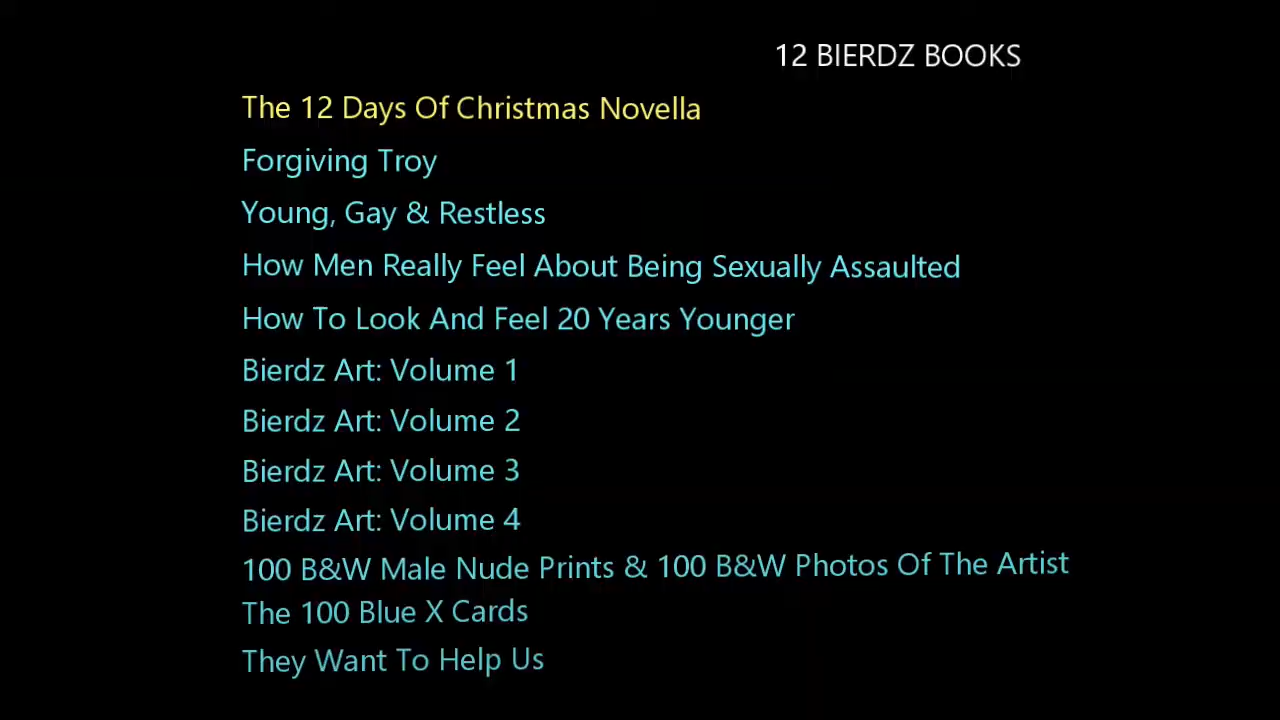 12 BIERDZ BOOKS
The 12 Days Of Christmas Novella
Forgiving Troy
Young, Gay & Restless
How Men Really Feel About Being Sexually Assaulted
How To Look And Feel 20 Years Younger
Bierdz Art: Volume 1
Bierdz Art: Volume 2
Bierdz Art: Volume 3
Bierdz Art: Volume 4
100 B&W Male Nude Prints & 100 B&W Photos Of The Artist
The 100 Blue X Cards
They Want To Help Us